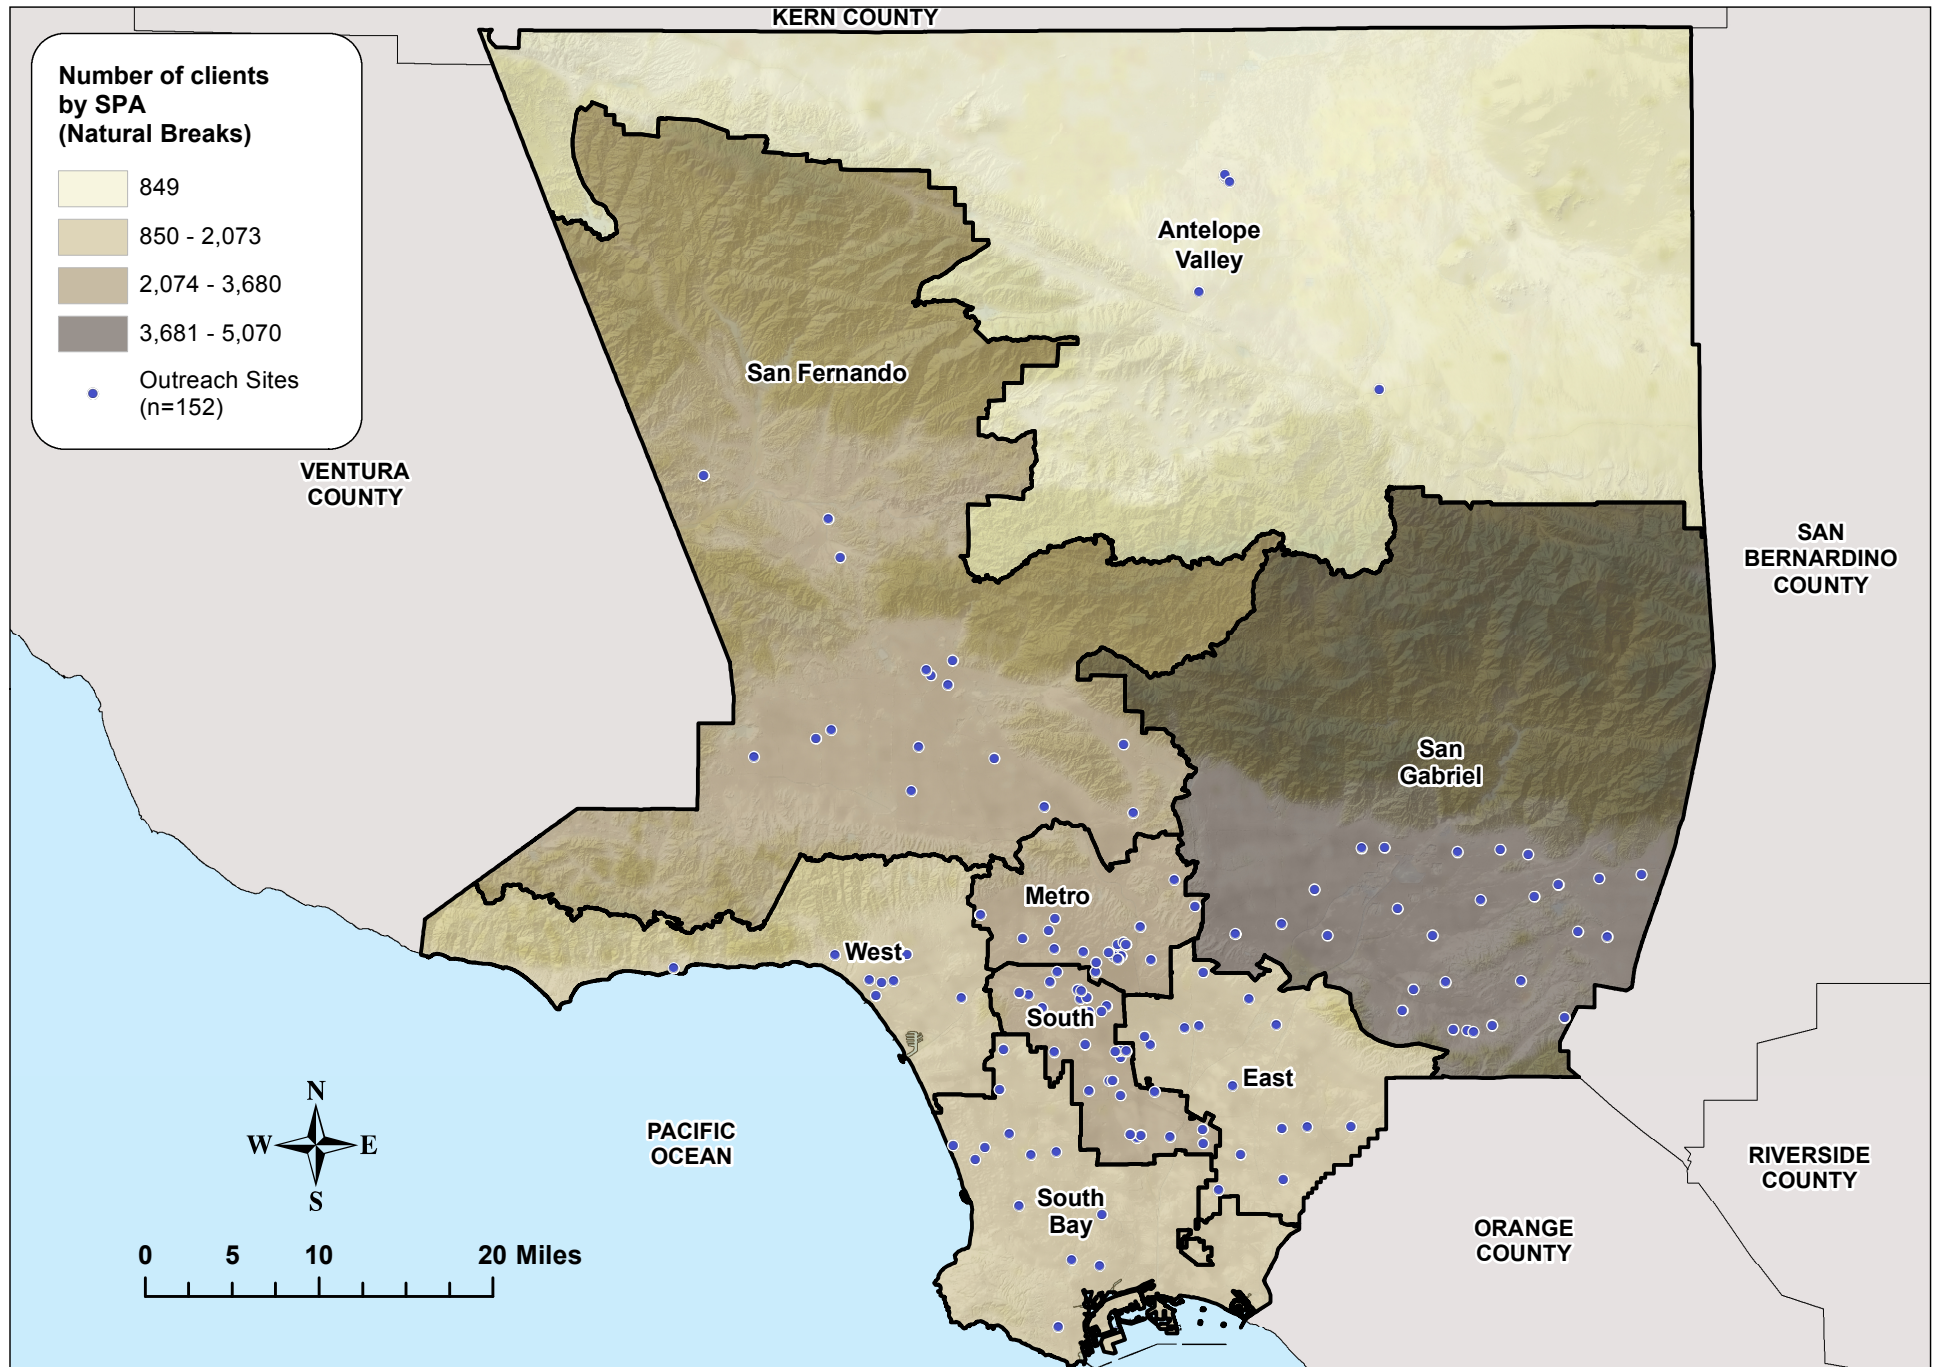 KERN COUNTY
Number of clients
by SPA
(Natural Breaks)
849
850 - 2,073
2,074 - 3,680
3,681 - 5,070
Outreach Sites
(n=152)
Antelope
Valley
San Fernando
VENTURA
COUNTY
SAN
BERNARDINO
COUNTY
San
Gabriel
Metro
West
South
East
N
W
E
S
PACIFIC
OCEAN
South
Bay
RIVERSIDE
COUNTY
ORANGE
COUNTY
0 5 10 20 Miles